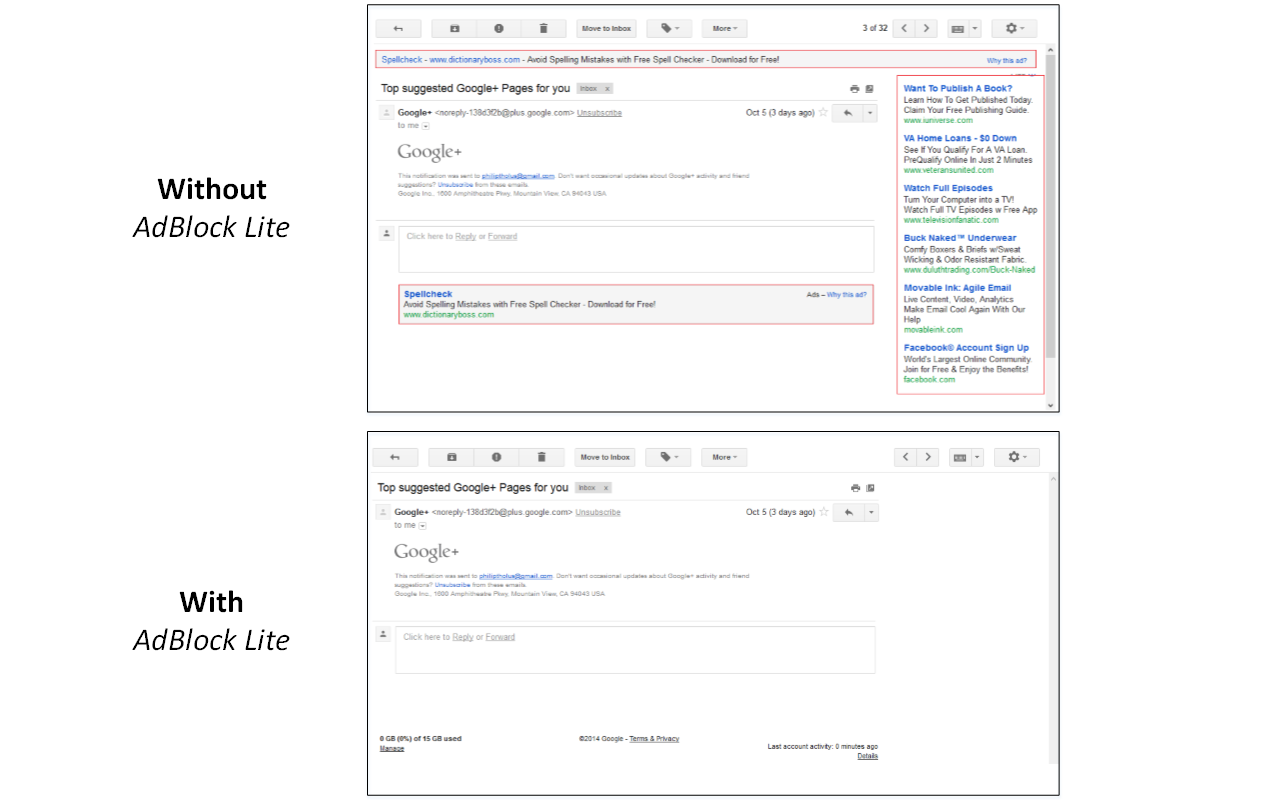 Without
AdBlock Lite
Move to Inbox
More
3 of 32
Spellcheck - www.dictionaryboss.com - Avoid Spelling Mistakes with Free Spell Checker - Download for Free!
Why this ad?
Top suggested Google+ Pages for you
Inbox x
Google+ <noreply-138d3f2b@plus.google.com> Unsubscribe
Oct 5 (3 days ago)
to me
Google+
This notification was sent to philiptholus@gmail.com. Don't want occasional updates about Google+ activity and friend
suggestions? Unsubscribe from these emails.
Google Inc., 1600 Amphitheatre Pkwy, Mountain View, CA 94043 USA
Click here to Reply or Forward
Spellcheck
Ads – Why this ad?
Avoid Spelling Mistakes with Free Spell Checker - Download for Free!
www.dictionaryboss.com
Want To Publish A Book?
Learn How To Get Published Today.
Claim Your Free Publishing Guide.
www.iuniverse.com
VA Home Loans - $0 Down
See If You Qualify For A VA Loan.
PreQualify Online In Just 2 Minutes
www.veteransunited.com
Watch Full Episodes
Turn Your Computer into a TV!
Watch Full TV Episodes w Free App
www.televisionfanatic.com
Buck Naked™ Underwear
Comfy Boxers & Briefs w/Sweat
Wicking & Odor Resistant Fabric.
www.duluthtrading.com/Buck-Naked
Movable Ink: Agile Email
Live Content, Video, Analytics
Make Email Cool Again With Our
Help
movableink.com
Facebook® Account Sign Up
World's Largest Online Community.
Join for Free & Enjoy the Benefits!
facebook.com
With
AdBlock Lite
Move to Inbox
More
Top suggested Google+ Pages for you
Inbox x
Google+ <noreply-138d3f2b@plus.google.com> Unsubscribe
Oct 5 (3 days ago)
to me
Google+
This notification was sent to philiptholus@gmail.com. Don't want occasional updates about Google+ activity and friend
suggestions? Unsubscribe from these emails.
Google Inc., 1600 Amphitheatre Pkwy, Mountain View, CA 94043 USA
Click here to Reply or Forward
0 GB (0%) of 15 GB used
Manage
©2014 Google - Terms & Privacy
Last account activity: 0 minutes ago
Details